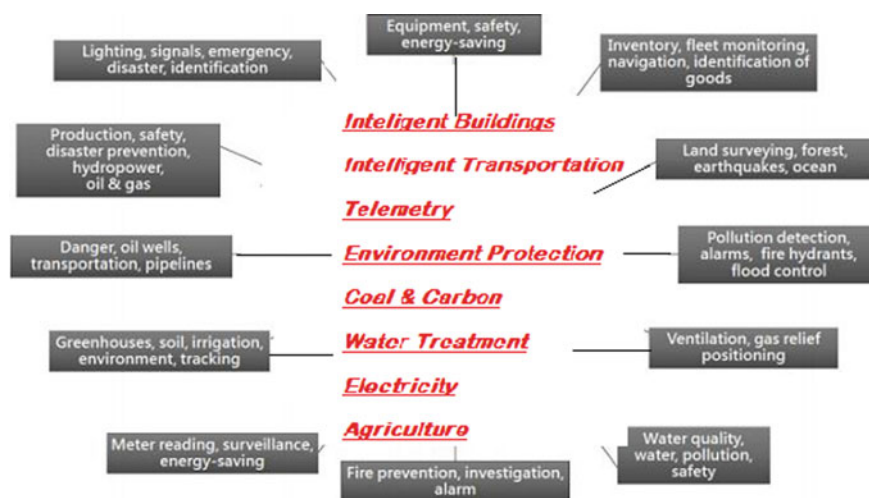 Equipment, safety,
energy-saving
Lighting, signals, emergency,
disaster, identification
Inventory, fleet monitoring,
navigation, identification of
goods
Inteligent Buildings
Production, safety,
disaster prevention,
hydropower,
oil & gas
Intelligent Transportation
Land surveying, forest,
earthquakes, ocean
Telemetry
Danger, oil wells,
transportation, pipelines
Environment Protection
Pollution detection,
alarms, fire hydrants,
flood control
Coal & Carbon
Greenhouses, soil, irrigation,
environment, tracking
Water Treatment
Ventilation, gas relief
positioning
Electricity
Agriculture
Meter reading, surveillance,
energy-saving
Fire prevention, investigation,
alarm
Water quality,
water, pollution,
safety